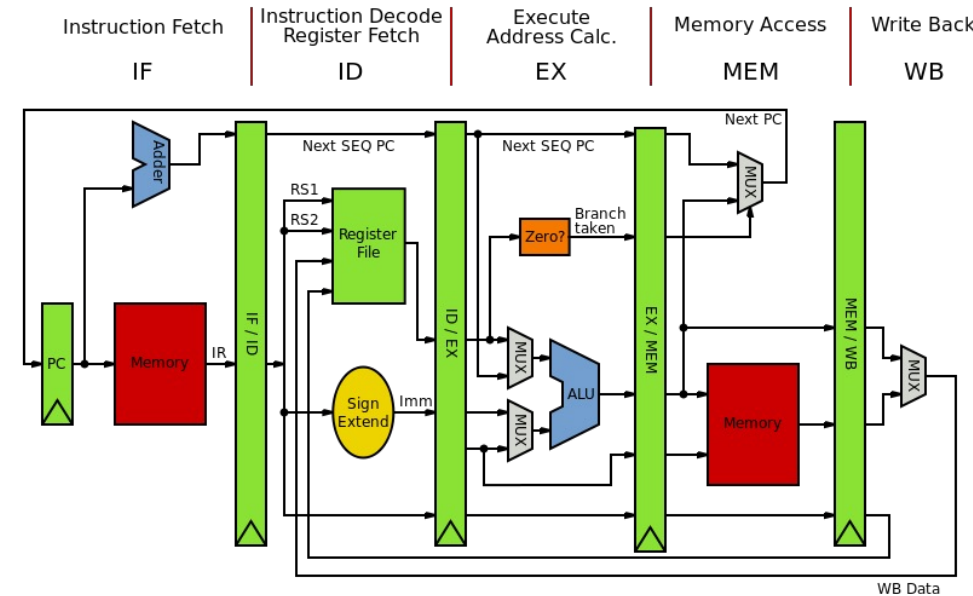 Instruction Fetch
IF
Instruction Decode
Register Fetch
ID
Execute
Address Calc.
EX
Memory Access
MEM
Write Back
WB
Next PC
Adder
Next SEQ PC
Next SEQ PC
MUX
RS1
RS2
Register
File
Branch
taken
Zero?
IF / ID
ID / EX
EX / MEM
MEM / WB
PC
Memory
IR
MUX
ALU
MUX
Sign
Extend
Imm
MUX
Memory
MUX
WB Data